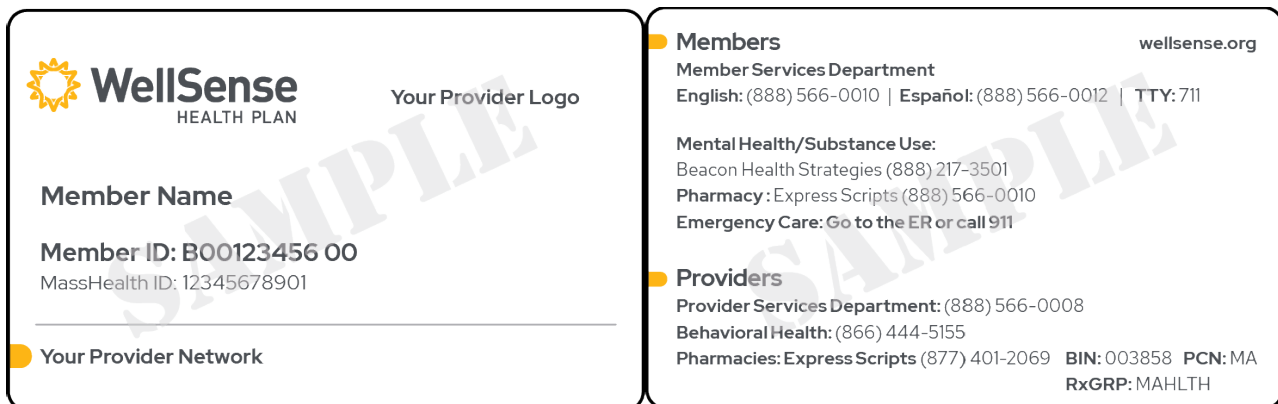 WellSense
HEALTH PLAN
Your Provider Logo
Member Name
Member ID: B00123456 00
MassHealth ID: 12345678901
Your Provider Network
SAMPLE
Members
wellsense.org
Member Services Department
English: (888) 566-0010 | Español: (888) 566-0012 | TTY: 711
Mental Health/Substance Use:
Beacon Health Strategies (888) 217-3501
Pharmacy : Express Scripts (888) 566-0010
Emergency Care: Go to the ER or call 911
Providers
Provider Services Department: (888) 566-0008
Behavioral Health: (866) 444-5155
Pharmacies: Express Scripts (877) 401-2069 BIN: 003858 PCN: MA
RxGRP: MAHLTH
SAMPLE